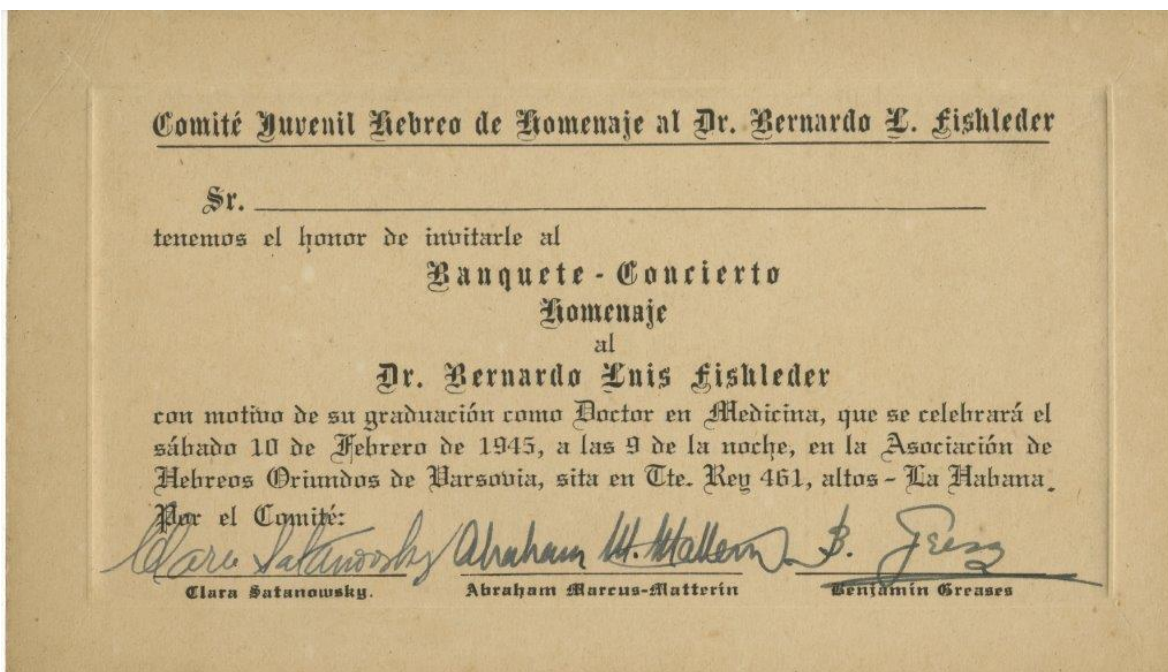 Comité Juvenil Hebreo de Homenaje al Dr. Bernardo L. Fishleder
Sr.
tenemos el honor de invitarle al
Banquete - Concierto
Homenaje
al
Dr. Bernardo Luis Fishleder
con motivo de su graduación como Doctor en Medicina, que se celebrará el
sábado 10 de Febrero de 1945, a las 9 de la noche, en la Asociación de
Hebreos Oriundos de Varsovia, sita en Tte. Rey 461, altos - La Habana.
Por el Comité:
Clara Satanowsky Abraham M. Matterin B.
Clara Satanowsky. Abraham Marcus-Matterin Benjamín Greases